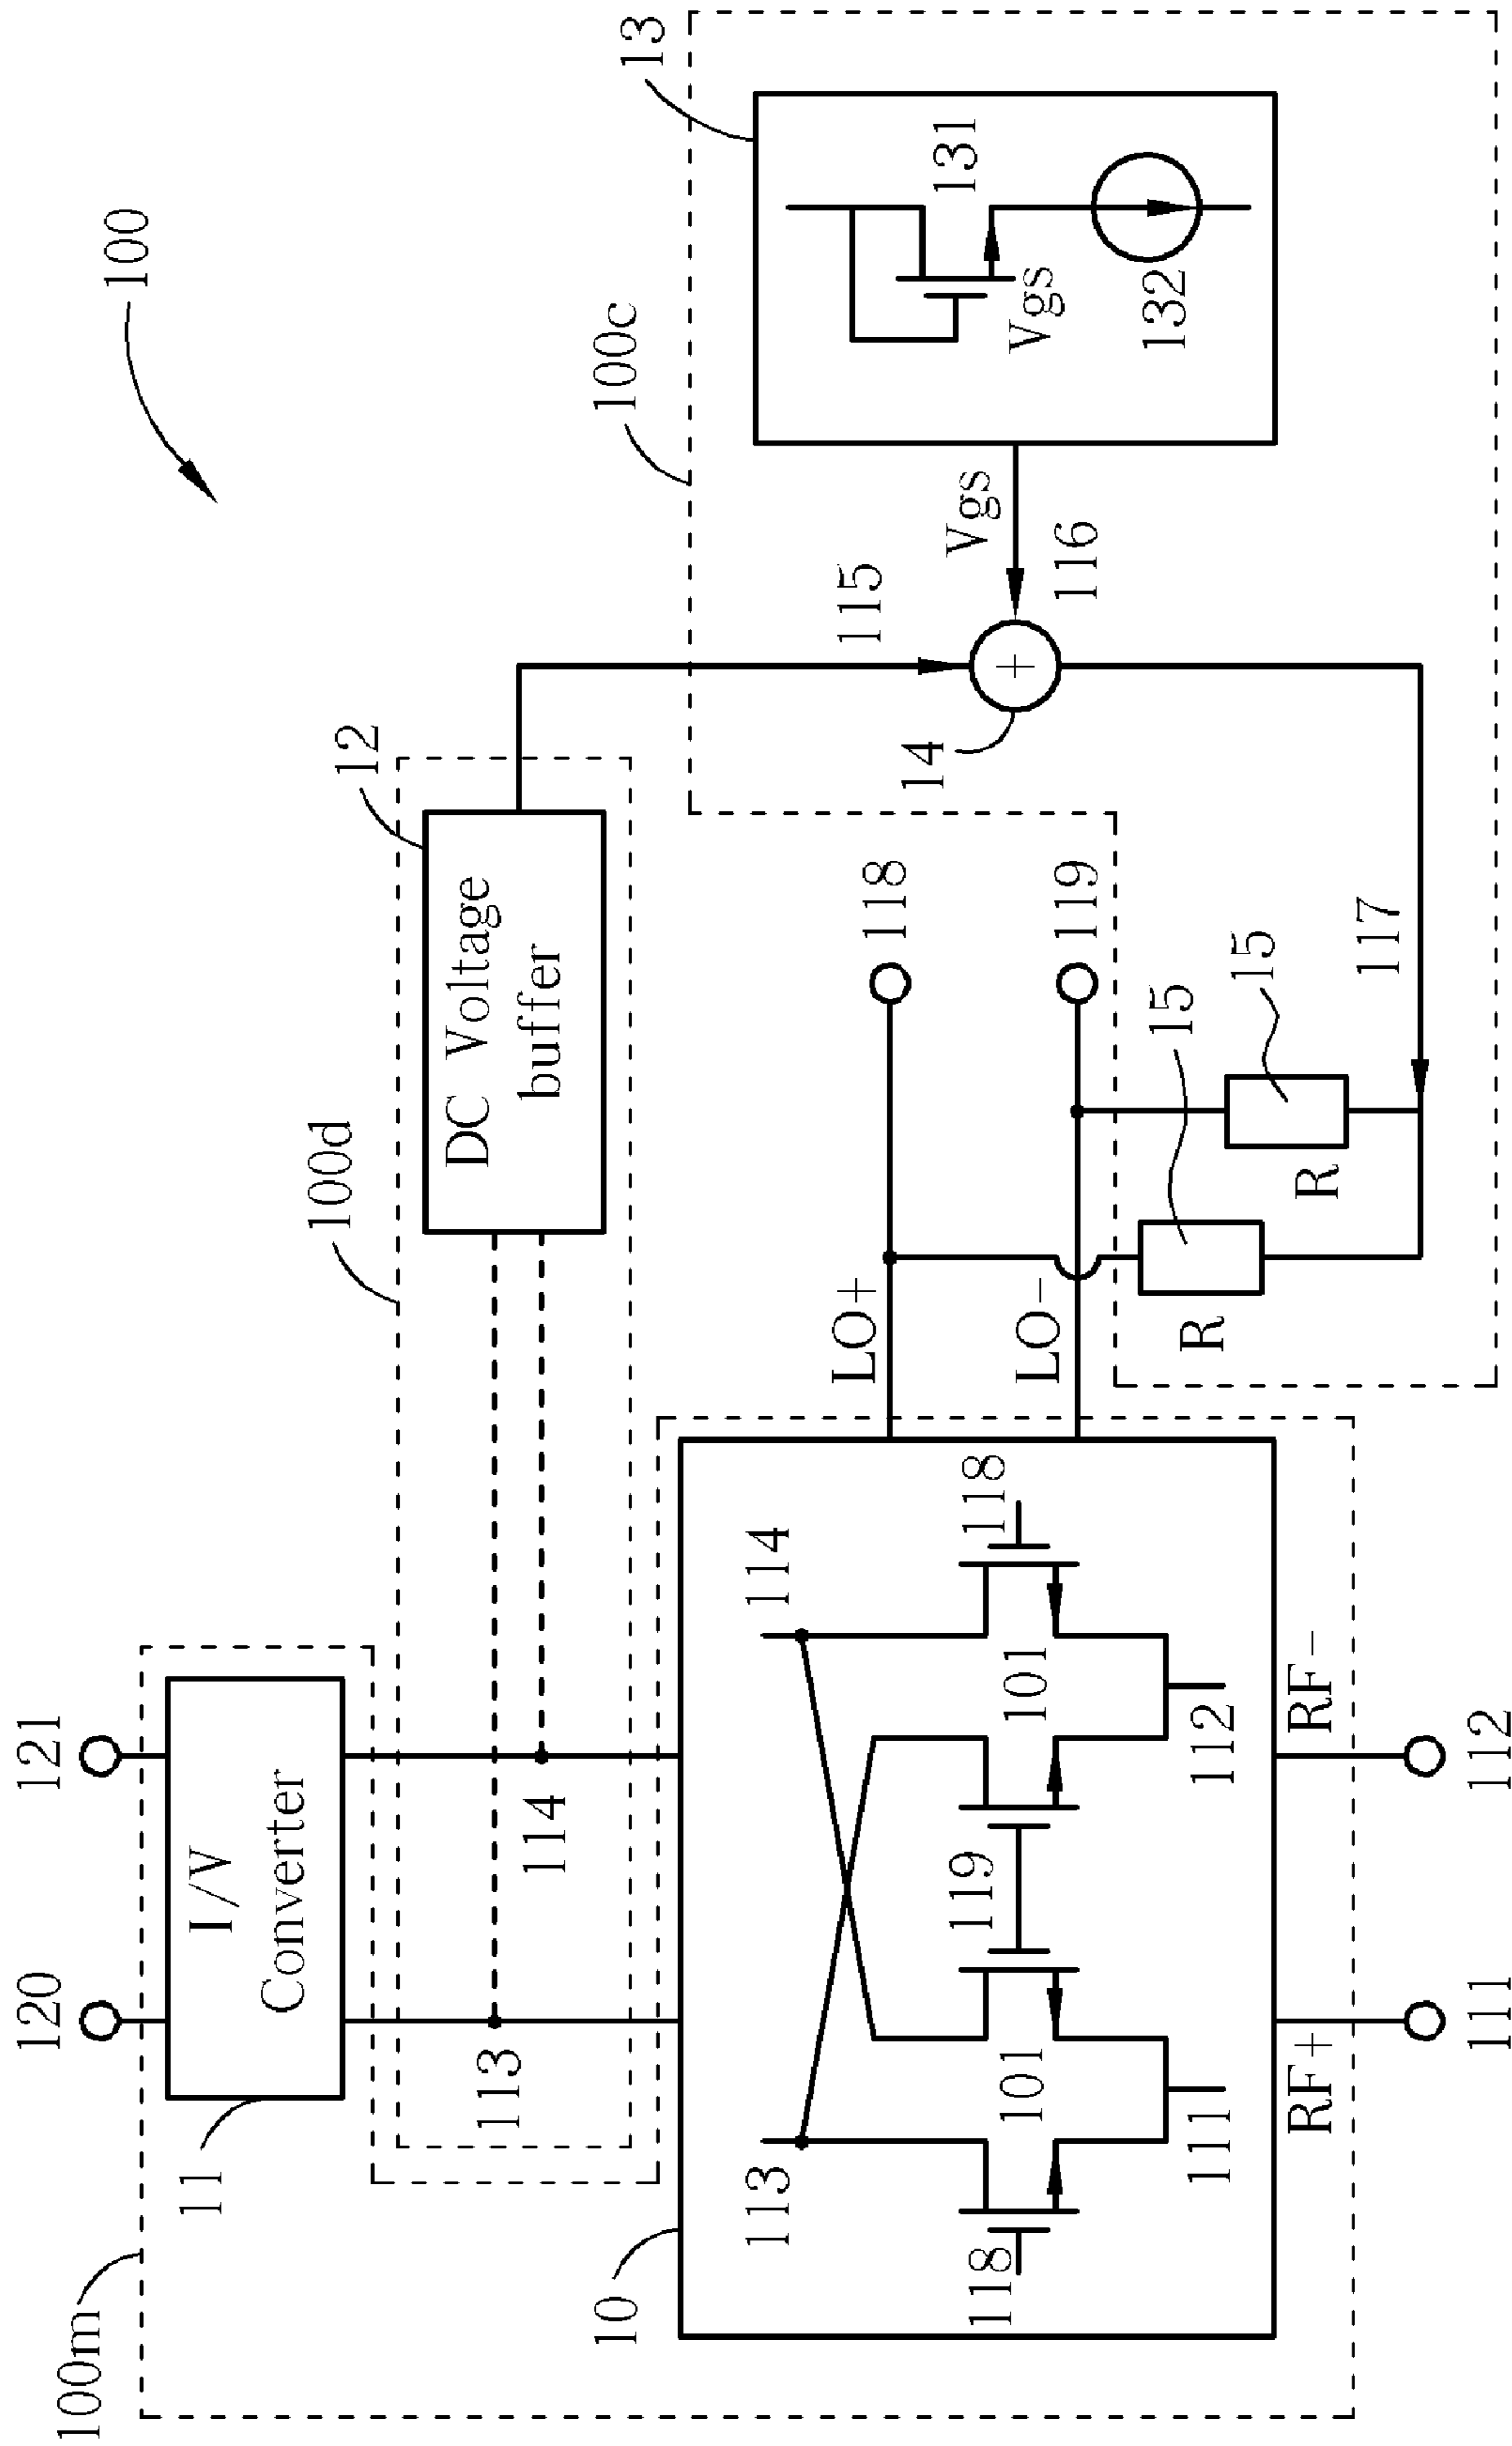 100
120
121
100m
11
I/V
Converter
100d
12
DC Voltage
buffer
113
114
100c
13
115
Vgs
116
14
131
Vgs
132
10
113
114
118
101
119
101
118
111
112
LO+
LO-
118
119
RF+
RF-
111
112
R
15
R
15
117